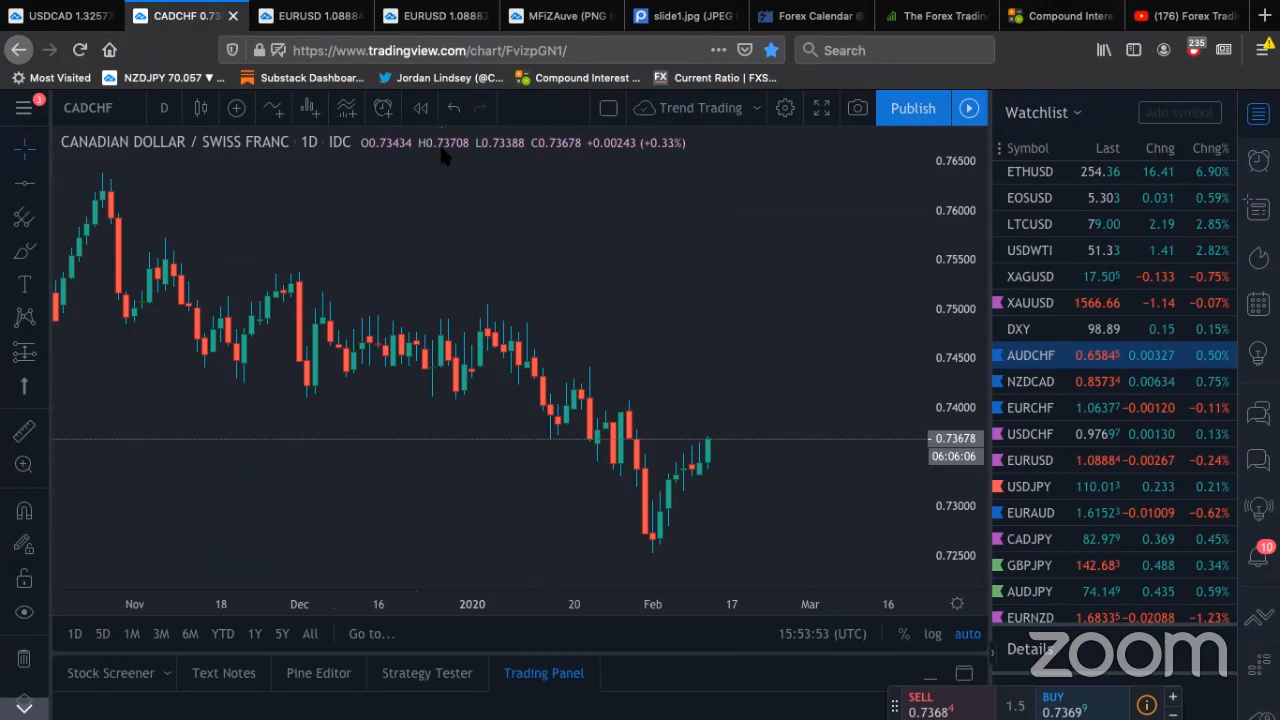 USDCAD 1.3257
CADCHF 0.73
EURUSD 1.0888
EURUSD 1.0888
MFiZAuve (PNG I
slide1.jpg (JPEG
Forex Calendar @
The Forex Trading
Compound Intere
(176) Forex Tradi
https://www.tradingview.com/chart/FvizpGN1/
Search
235
Most Visited
NZDJPY 70.057 ▼ ...
Substack Dashboar...
Jordan Lindsey (@C...
Compound Interest ...
Current Ratio | FXS...
3
CADCHF
D
Trend Trading
Publish
Watchlist
Add symbol
CANADIAN DOLLAR / SWISS FRANC · 1D · IDC O0.73434 H0.73708 L0.73388 C0.73678 +0.00243 (+0.33%)
0.76500
0.76000
0.75500
0.75000
0.74500
0.74000
0.73678
06:06:06
0.73000
0.72500
Nov 18 Dec 16 2020 20 Feb 17 Mar 16
1D 5D 1M 3M 6M YTD 1Y 5Y All Go to...
15:53:53 (UTC) % log auto
Stock Screener
Text Notes
Pine Editor
Strategy Tester
Trading Panel
Symbol Last Chng Chng%
ETHUSD 254.36 16.41 6.90%
EOSUSD 5.303 0.031 0.59%
LTCUSD 79.00 2.19 2.85%
USDWTI 51.33 1.41 2.82%
XAGUSD 17.505 −0.133 −0.75%
XAUUSD 1566.66 −1.14 −0.07%
DXY 98.89 0.15 0.15%
AUDCHF 0.65845 0.00327 0.50%
NZDCAD 0.85734 0.00634 0.75%
EURCHF 1.06377 −0.00120 −0.11%
USDCHF 0.97697 0.00130 0.13%
EURUSD 1.08884 −0.00267 −0.24%
USDJPY 110.013 0.233 0.21%
EURAUD 1.61523 −0.01009 −0.62%
CADJPY 82.979 0.369 0.45%
GBPJPY 142.683 0.488 0.34%
AUDJPY 74.149 0.435 0.59%
EURNZD 1.68335 −0.02088 −1.23%
10
Details
zoom
SELL
0.73684
1.5
BUY
0.73699